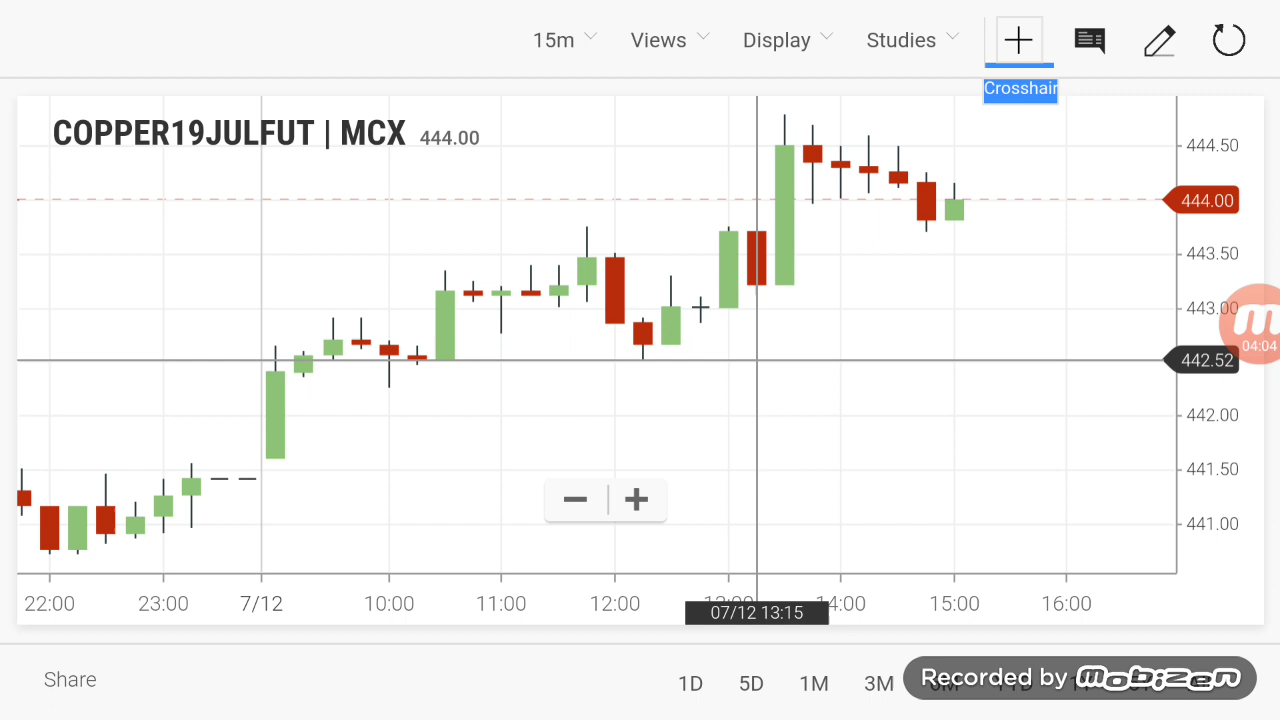 15m Views Display Studies
Crosshair
COPPER19JULFUT | MCX 444.00
444.50
444.00
443.50
443.00
04:04
442.52
442.00
441.50
441.00
22:00 23:00 7/12 10:00 11:00 12:00 14:00 15:00 16:00
07/12 13:15
Share 1D 5D 1M 3M
Recorded by mobizen